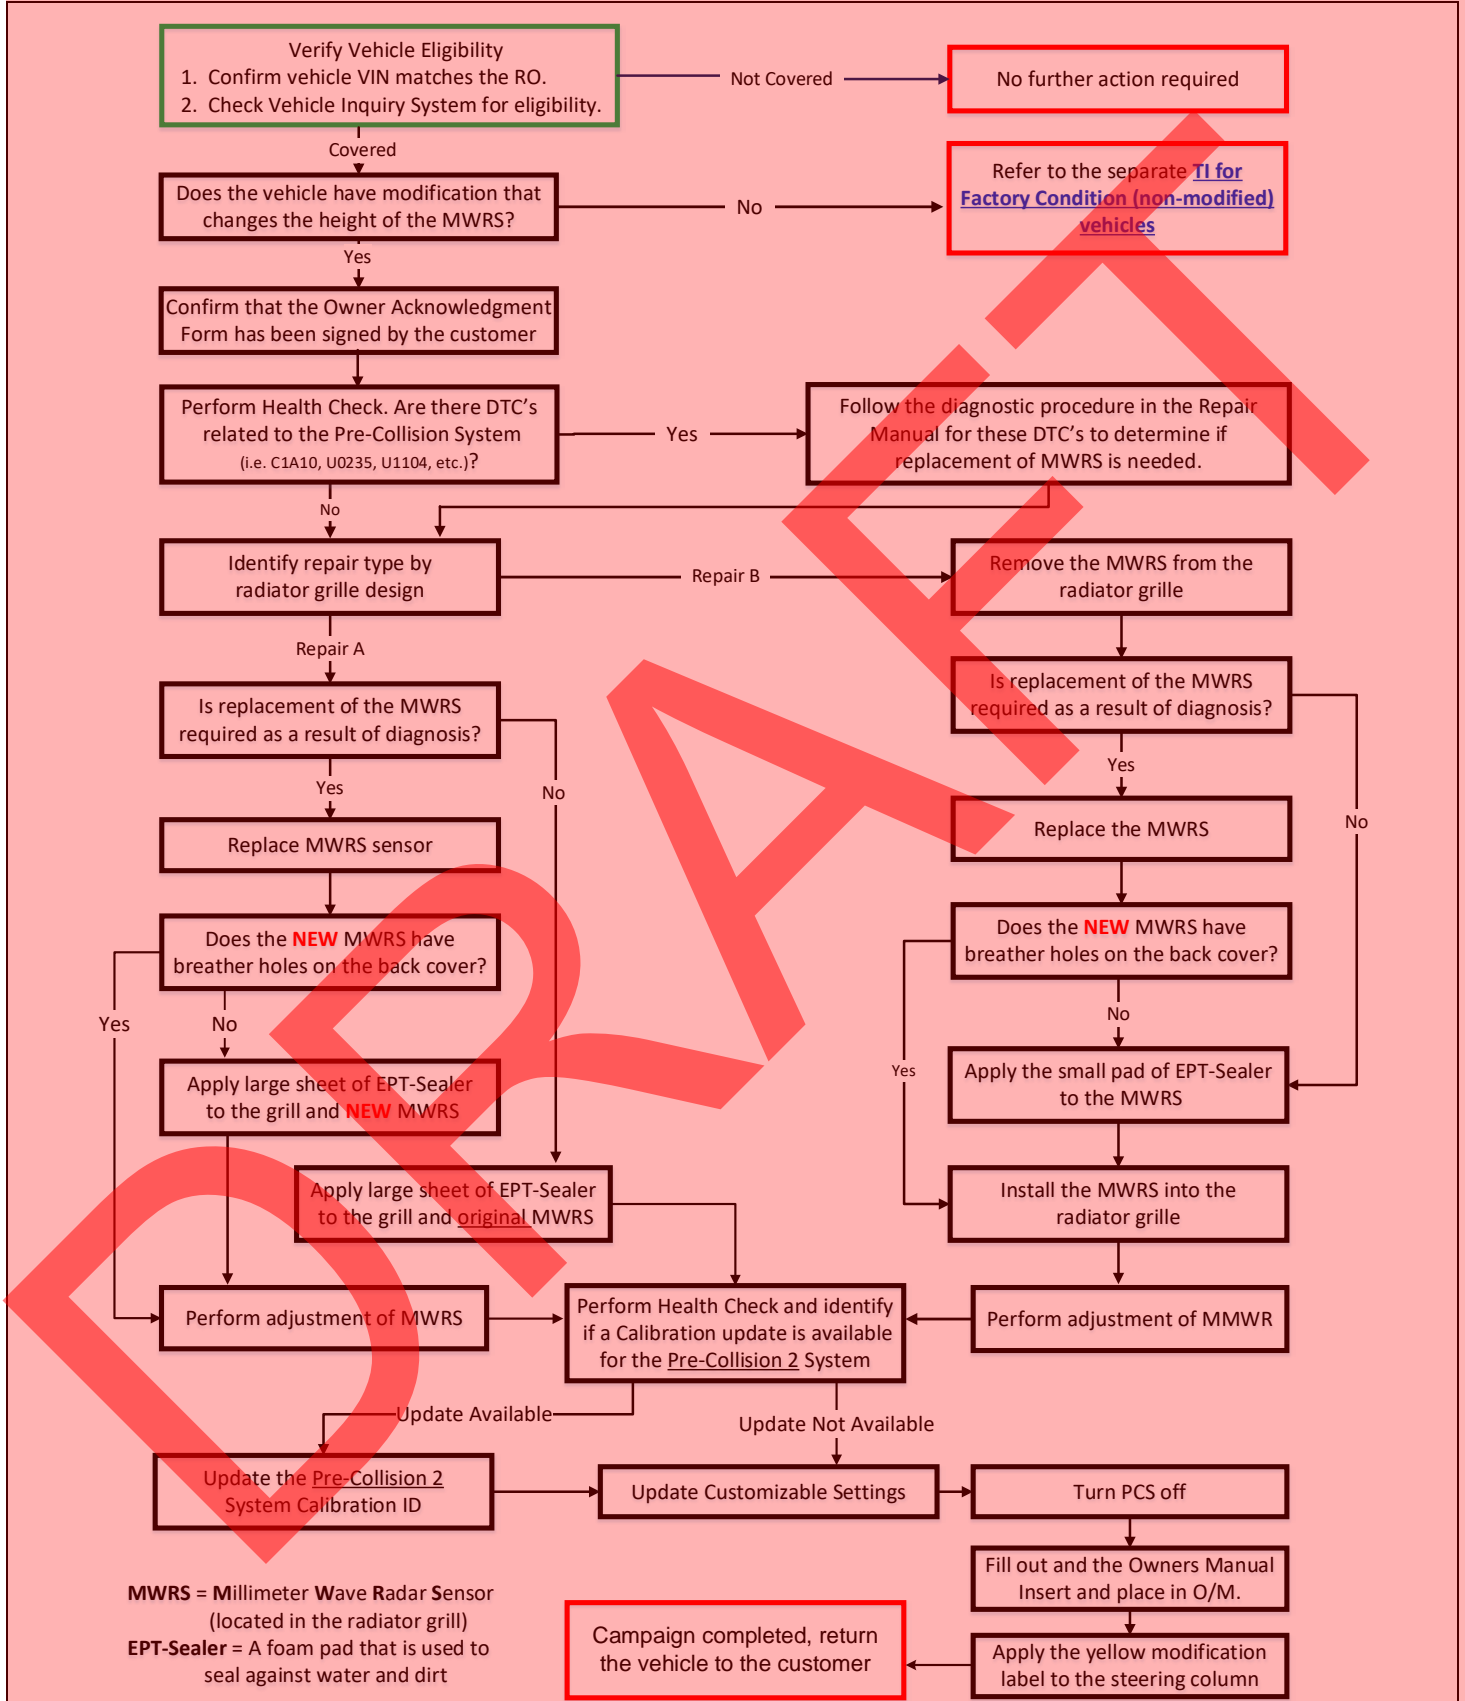 Verify Vehicle Eligibility
1. Confirm vehicle VIN matches the RO.
2. Check Vehicle Inquiry System for eligibility.
Not Covered
No further action required
Covered
Does the vehicle have modification that
changes the height of the MWRS?
No
Refer to the separate TI for
Factory Condition (non-modified)
vehicles
Yes
Confirm that the Owner Acknowledgment
Form has been signed by the customer
Perform Health Check. Are there DTC's
related to the Pre-Collision System
(i.e. C1A10, U0235, U1104, etc.)?
Yes
Follow the diagnostic procedure in the Repair
Manual for these DTC's to determine if
replacement of MWRS is needed.
No
Identify repair type by
radiator grille design
Repair B
Remove the MWRS from the
radiator grille
Repair A
Is replacement of the MWRS
required as a result of diagnosis?
Is replacement of the MWRS
required as a result of diagnosis?
Yes
No
Yes
No
Replace MWRS sensor
Replace the MWRS
Does the NEW MWRS have
breather holes on the back cover?
Does the NEW MWRS have
breather holes on the back cover?
Yes
No
No
Yes
Apply large sheet of EPT-Sealer
to the grill and NEW MWRS
Apply the small pad of EPT-Sealer
to the MWRS
Apply large sheet of EPT-Sealer
to the grill and original MWRS
Install the MWRS into the
radiator grille
Perform adjustment of MWRS
Perform Health Check and identify
if a Calibration update is available
for the Pre-Collision 2 System
Perform adjustment of MMWR
Update Available
Update Not Available
Update the Pre-Collision 2
System Calibration ID
Update Customizable Settings
Turn PCS off
Fill out and the Owners Manual
Insert and place in O/M.
MWRS = Millimeter Wave Radar Sensor
(located in the radiator grill)
EPT-Sealer = A foam pad that is used to
seal against water and dirt
Campaign completed, return
the vehicle to the customer
Apply the yellow modification
label to the steering column
DRAFT